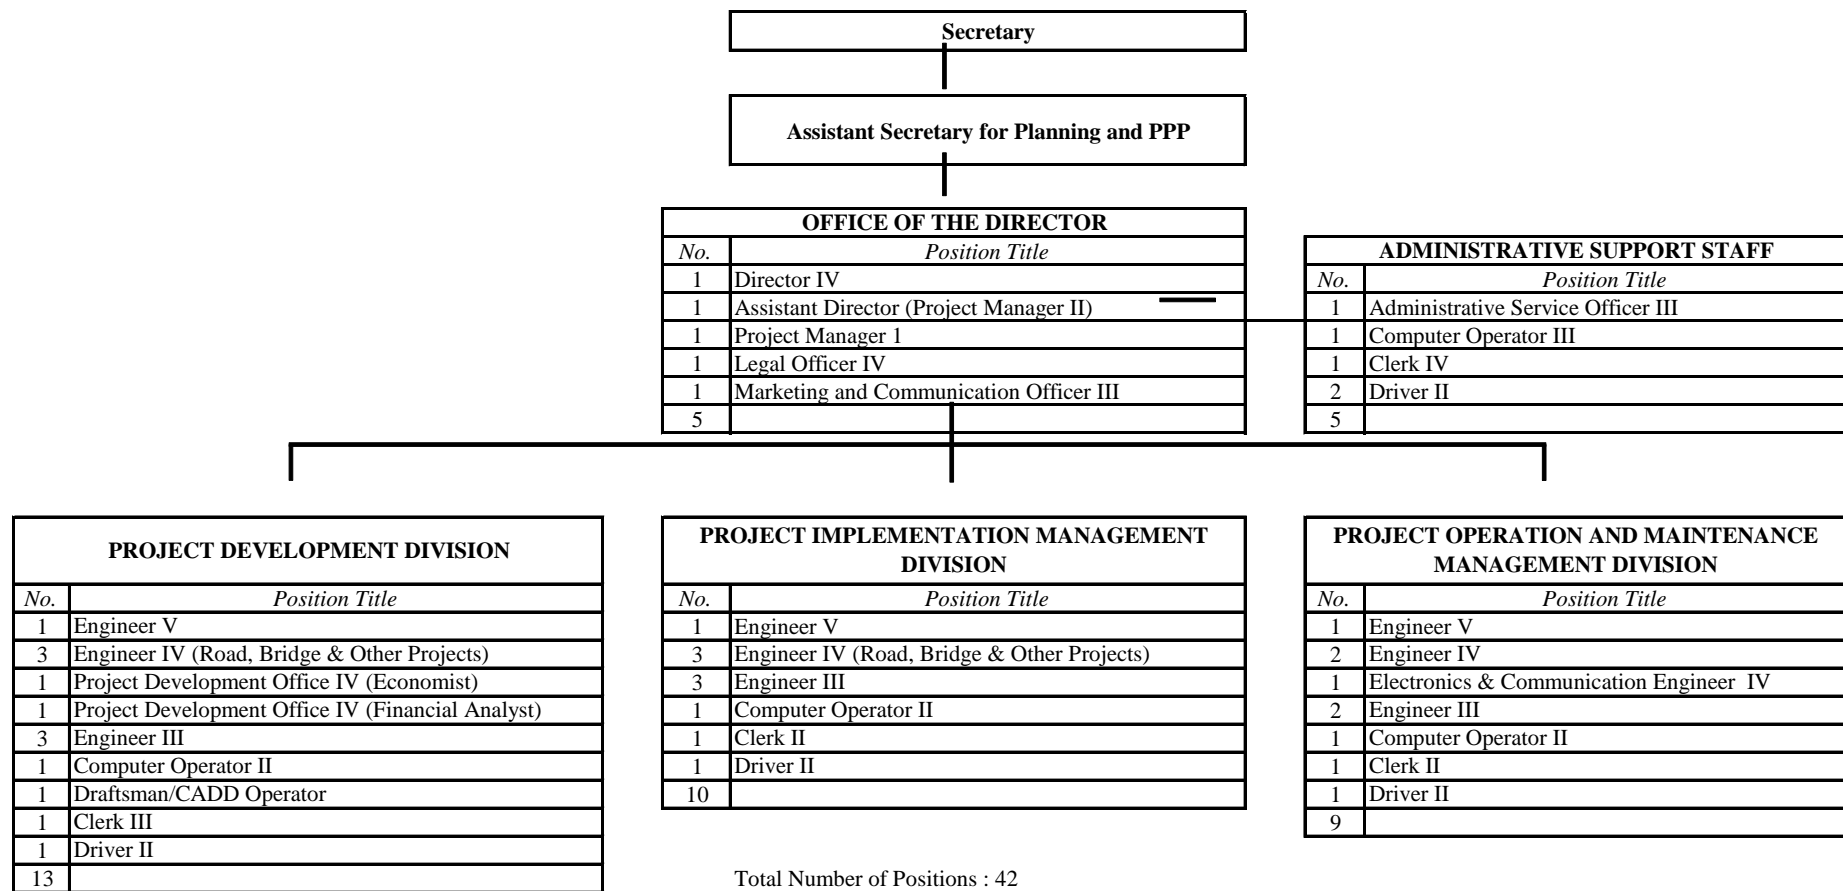 Secretary
Assistant Secretary for Planning and PPP
OFFICE OF THE DIRECTOR
No. Position Title
1 Director IV
1 Assistant Director (Project Manager II)
1 Project Manager 1
1 Legal Officer IV
1 Marketing and Communication Officer III
5
ADMINISTRATIVE SUPPORT STAFF
No. Position Title
1 Administrative Service Officer III
1 Computer Operator III
1 Clerk IV
2 Driver II
5
PROJECT DEVELOPMENT DIVISION
No. Position Title
1 Engineer V
3 Engineer IV (Road, Bridge & Other Projects)
1 Project Development Office IV (Economist)
1 Project Development Office IV (Financial Analyst)
3 Engineer III
1 Computer Operator II
1 Draftsman/CADD Operator
1 Clerk III
1 Driver II
13
PROJECT IMPLEMENTATION MANAGEMENT
DIVISION
No. Position Title
1 Engineer V
3 Engineer IV (Road, Bridge & Other Projects)
3 Engineer III
1 Computer Operator II
1 Clerk II
1 Driver II
10
PROJECT OPERATION AND MAINTENANCE
MANAGEMENT DIVISION
No. Position Title
1 Engineer V
2 Engineer IV
1 Electronics & Communication Engineer IV
2 Engineer III
1 Computer Operator II
1 Clerk II
1 Driver II
9
Total Number of Positions : 42